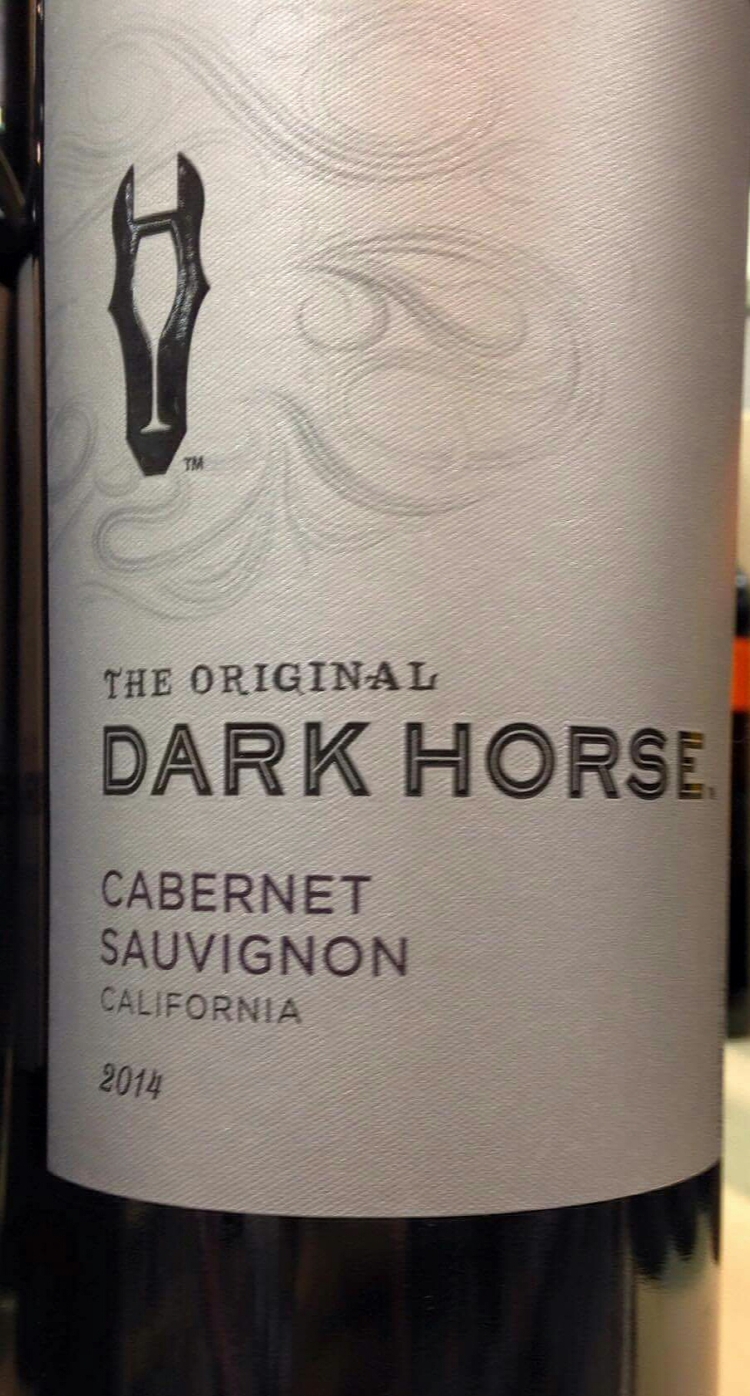 TM
THE ORIGINAL
DARK HORSE.
CABERNET
SAUVIGNON
CALIFORNIA
2014